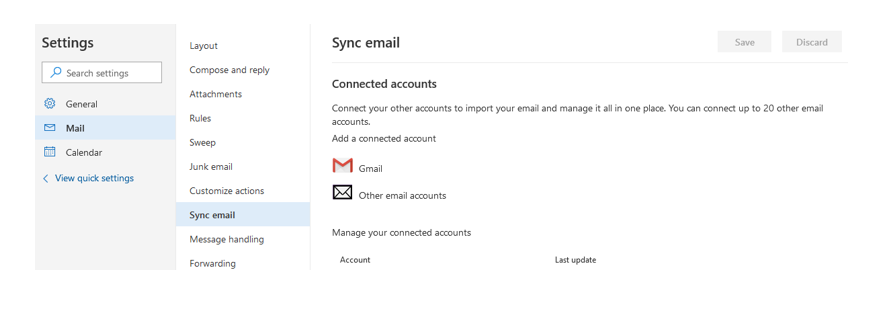 Settings
Search settings
General
Mail
Calendar
View quick settings
Layout
Compose and reply
Attachments
Rules
Sweep
Junk email
Customize actions
Sync email
Message handling
Forwarding
Sync email
Save
Discard
Connected accounts
Connect your other accounts to import your email and manage it all in one place. You can connect up to 20 other email
accounts.
Add a connected account
Gmail
Other email accounts
Manage your connected accounts
Account
Last update